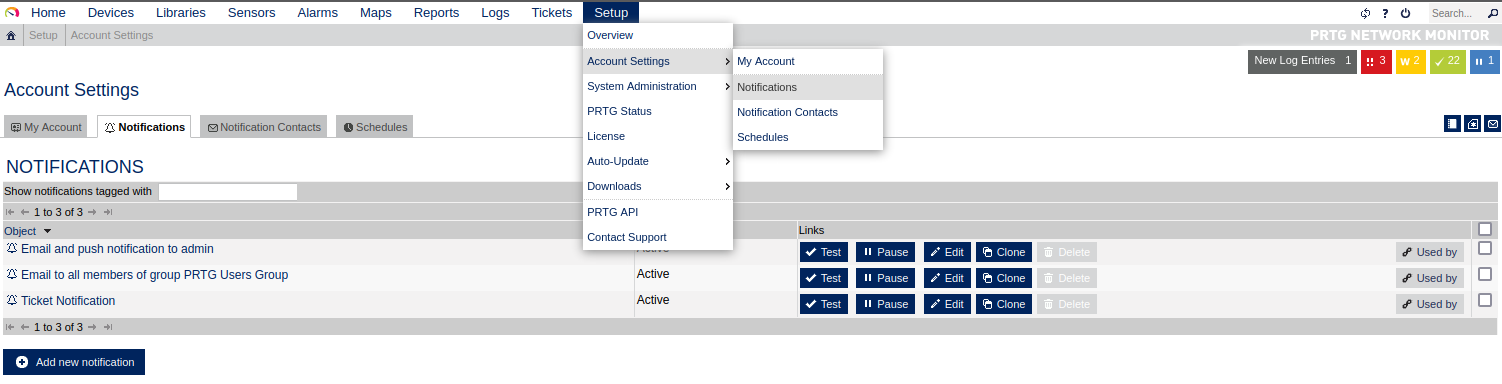 Home Devices Libraries Sensors Alarms Maps Reports Logs Tickets Setup Search...
Setup Account Settings PRTG NETWORK MONITOR
New Log Entries 1 !! 3 W 2 22 1
Account Settings
My Account Notifications Notification Contacts Schedules
Overview
Account Settings
System Administration
PRTG Status
License
Auto-Update
Downloads
PRTG API
Contact Support
My Account
Notifications
Notification Contacts
Schedules
NOTIFICATIONS
Show notifications tagged with
1 to 3 of 3
Object Links
Email and push notification to admin Active Test Pause Edit Clone Delete Used by
Email to all members of group PRTG Users Group Active Test Pause Edit Clone Delete Used by
Ticket Notification Active Test Pause Edit Clone Delete Used by
1 to 3 of 3
Add new notification